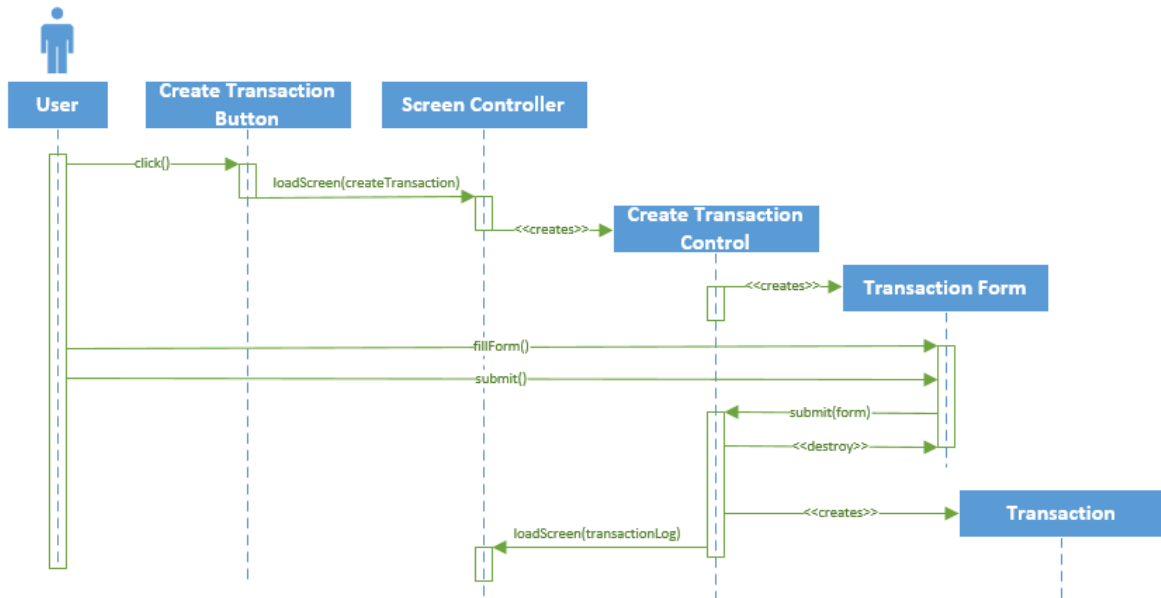 User
Create Transaction
Button
Screen Controller
click()
loadScreen(createTransaction)
Create Transaction
Control
<<creates>>
Transaction Form
<<creates>>
fillForm()
submit()
submit(form)
<<destroy>>
<<creates>>
Transaction
loadScreen(transactionLog)